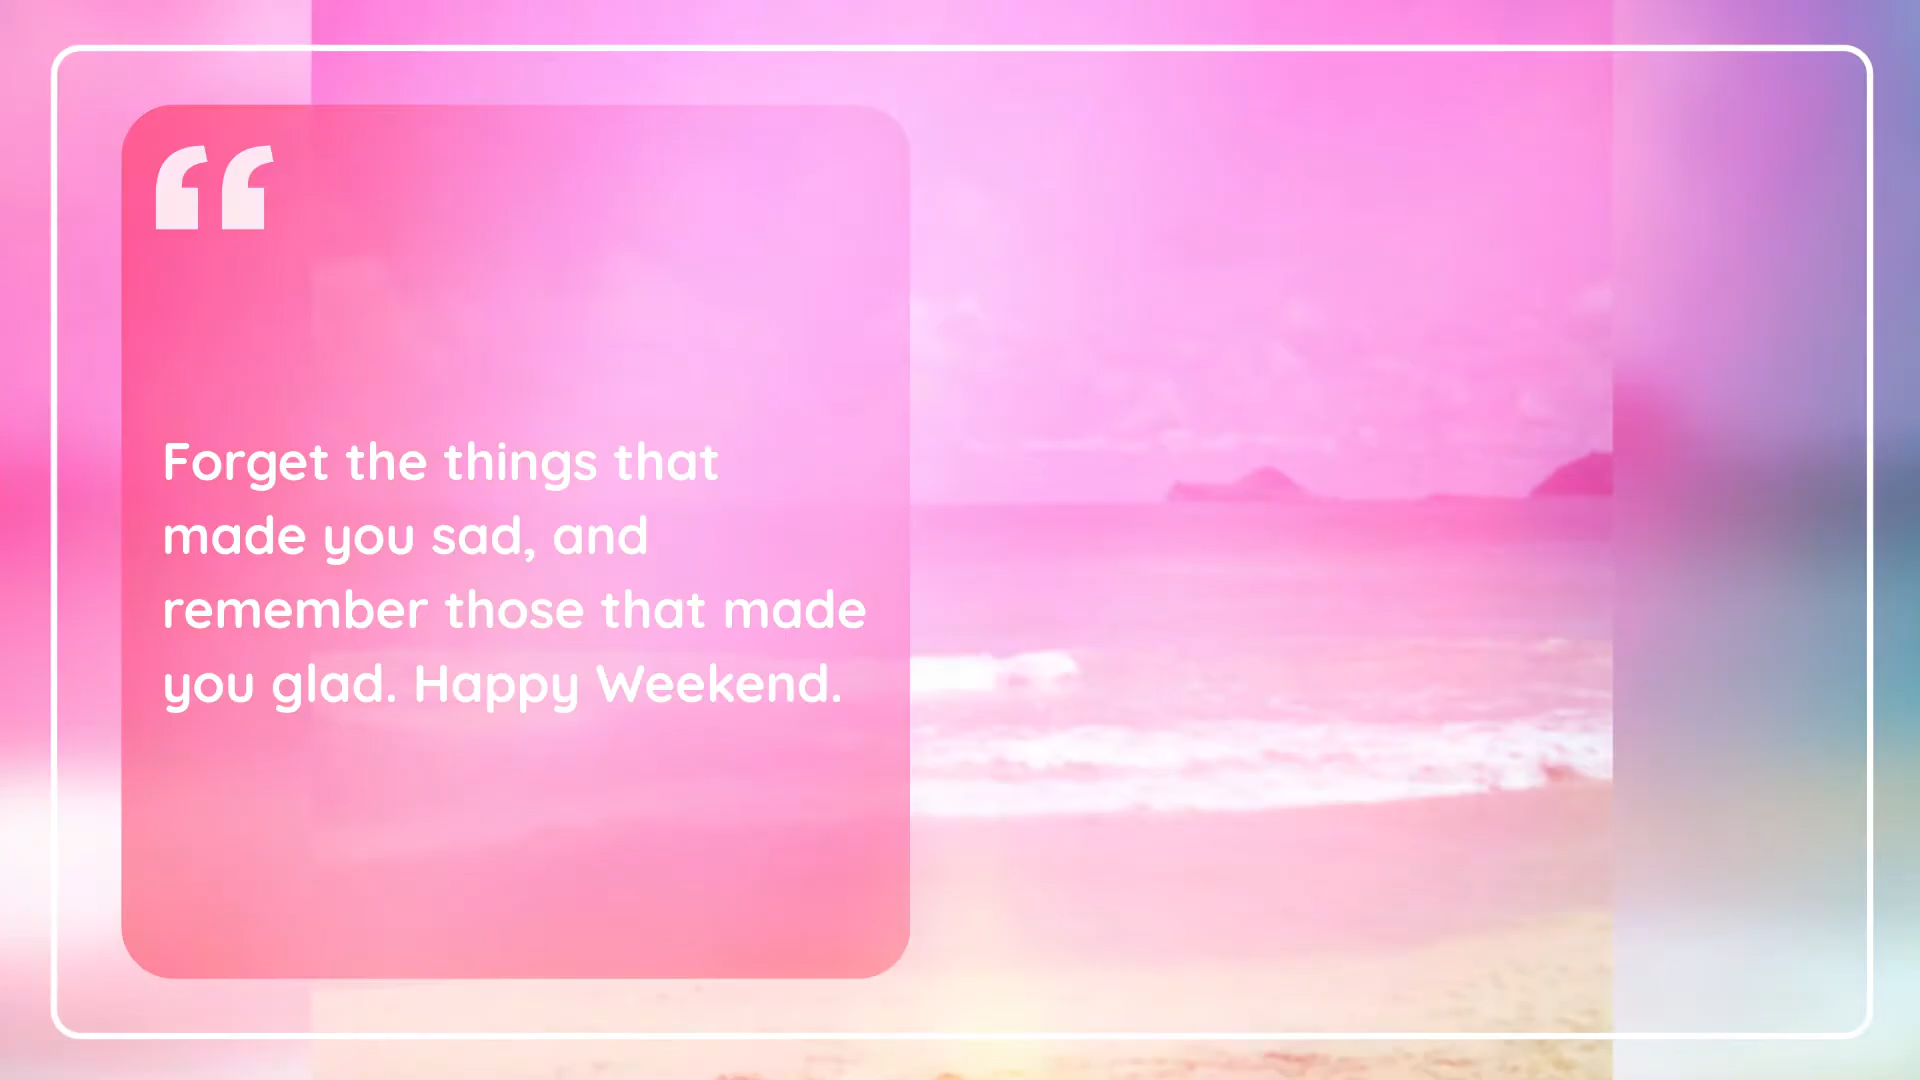 “
Forget the things that
made you sad, and
remember those that made
you glad. Happy Weekend.